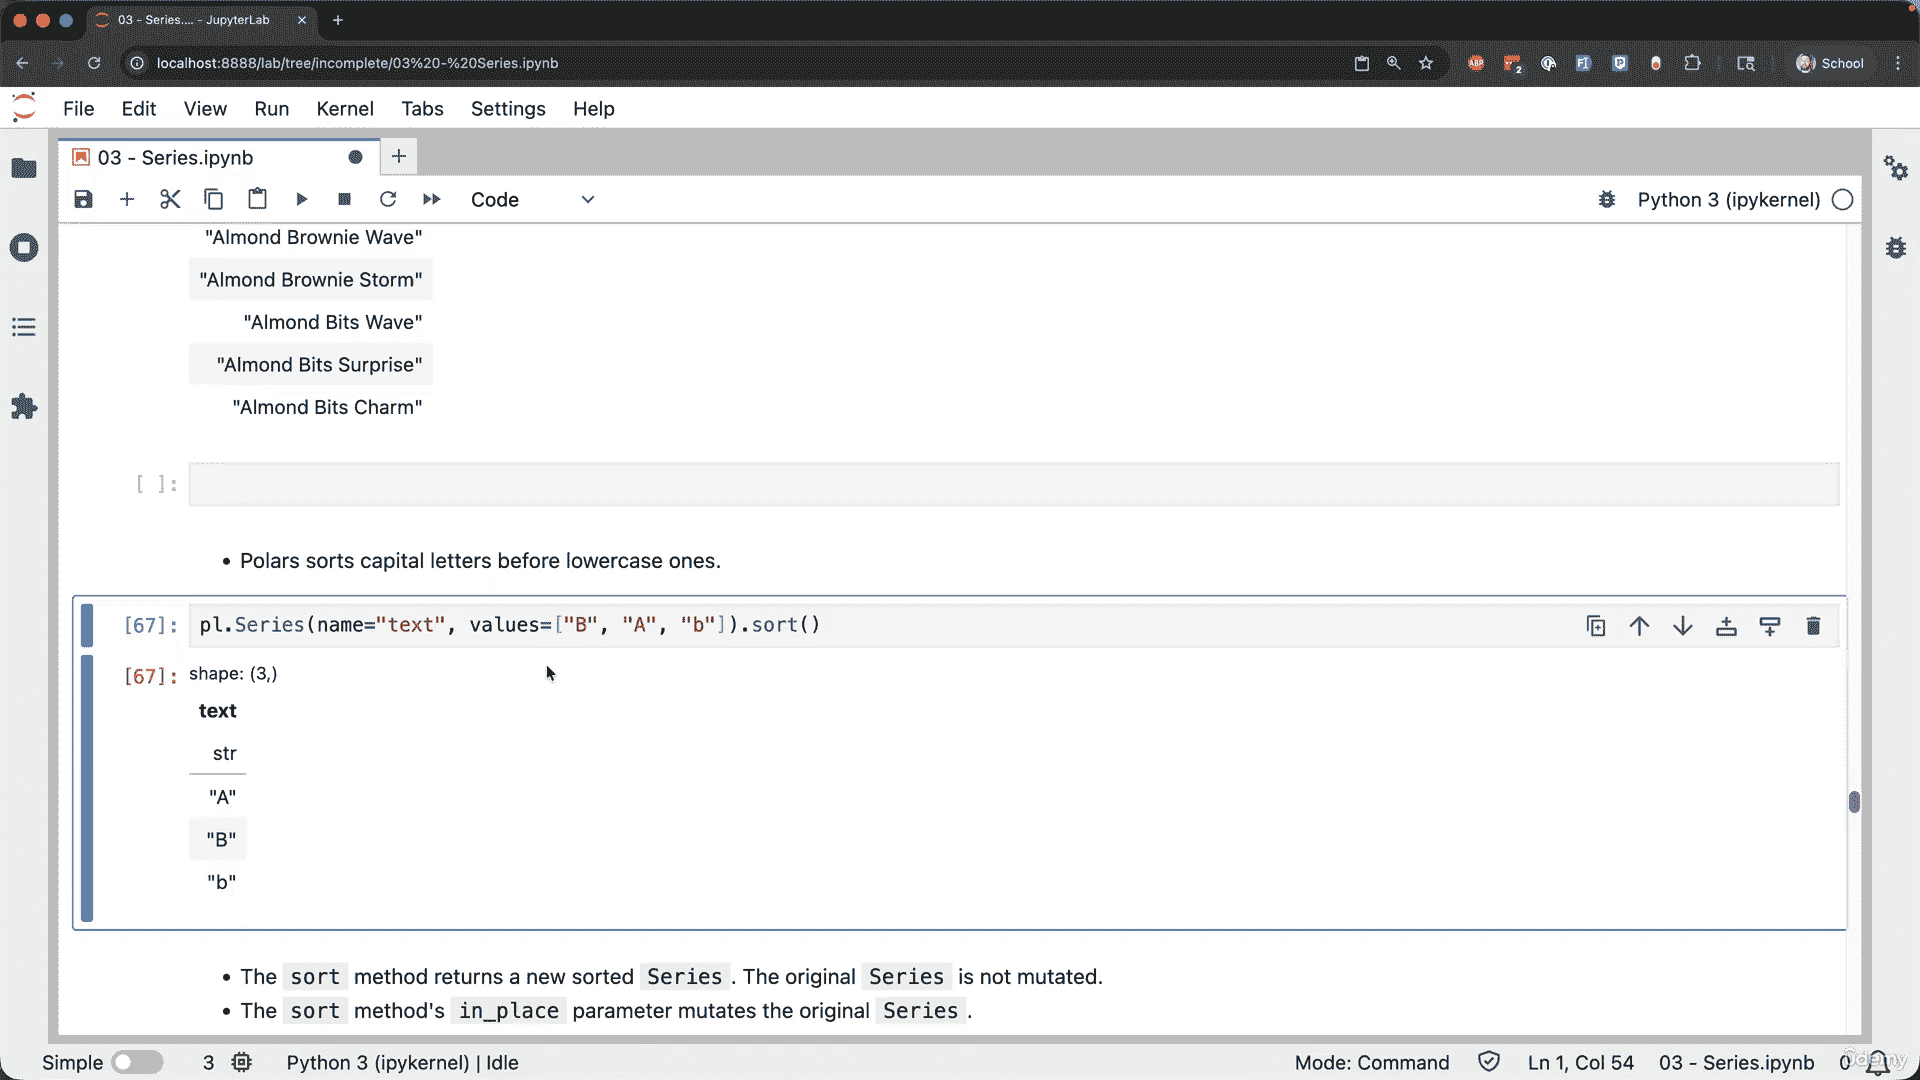 03 - Series.... - JupyterLab
localhost:8888/lab/tree/incomplete/03%20-%20Series.ipynb
ABP
2
School
File Edit View Run Kernel Tabs Settings Help
03 - Series.ipynb
Code
Python 3 (ipykernel)
"Almond Brownie Wave"
"Almond Brownie Storm"
"Almond Bits Wave"
"Almond Bits Surprise"
"Almond Bits Charm"
[ ]:
• Polars sorts capital letters before lowercase ones.
[67]: pl.Series(name="text", values=["B", "A", "b"]).sort()
[67]: shape: (3,)
text
str
"A"
"B"
"b"
• The sort method returns a new sorted Series. The original Series is not mutated.
• The sort method's in_place parameter mutates the original Series.
Simple 3 Python 3 (ipykernel) | Idle Mode: Command Ln 1, Col 54 03 - Series.ipynb 0
Udemy